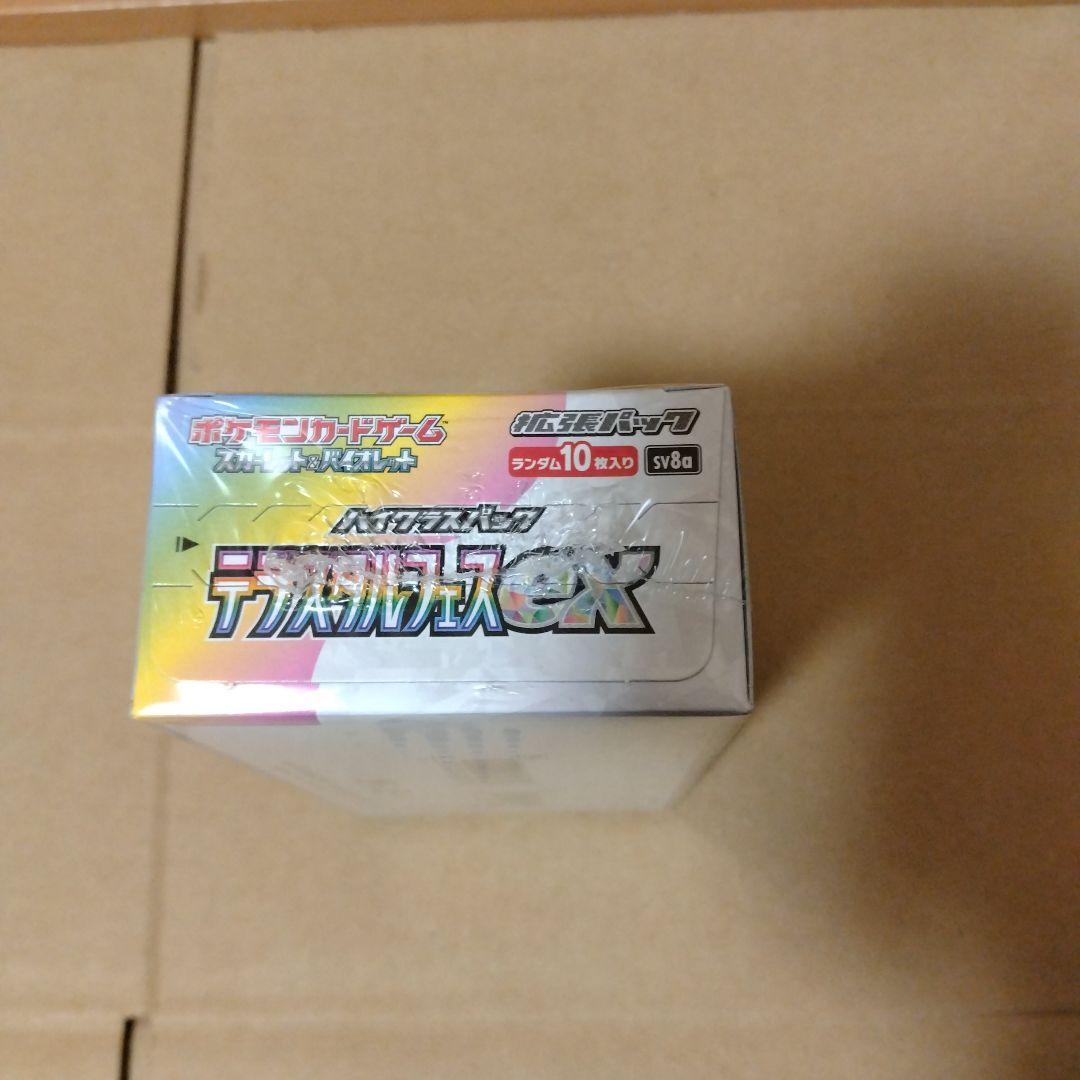 ポケモンカードゲーム™
スカーレット&バイオレット
拡張パック
ランダム10枚入り
SV8a
ハイクラスパック
テラスタルフェスex